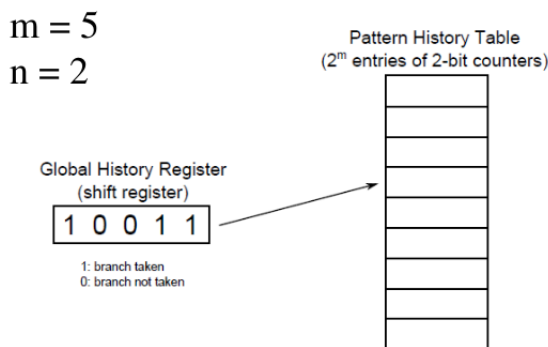 m = 5
n = 2
Pattern History Table
(2^m entries of 2-bit counters)
Global History Register
(shift register)
1 0 0 1 1
1: branch taken
0: branch not taken